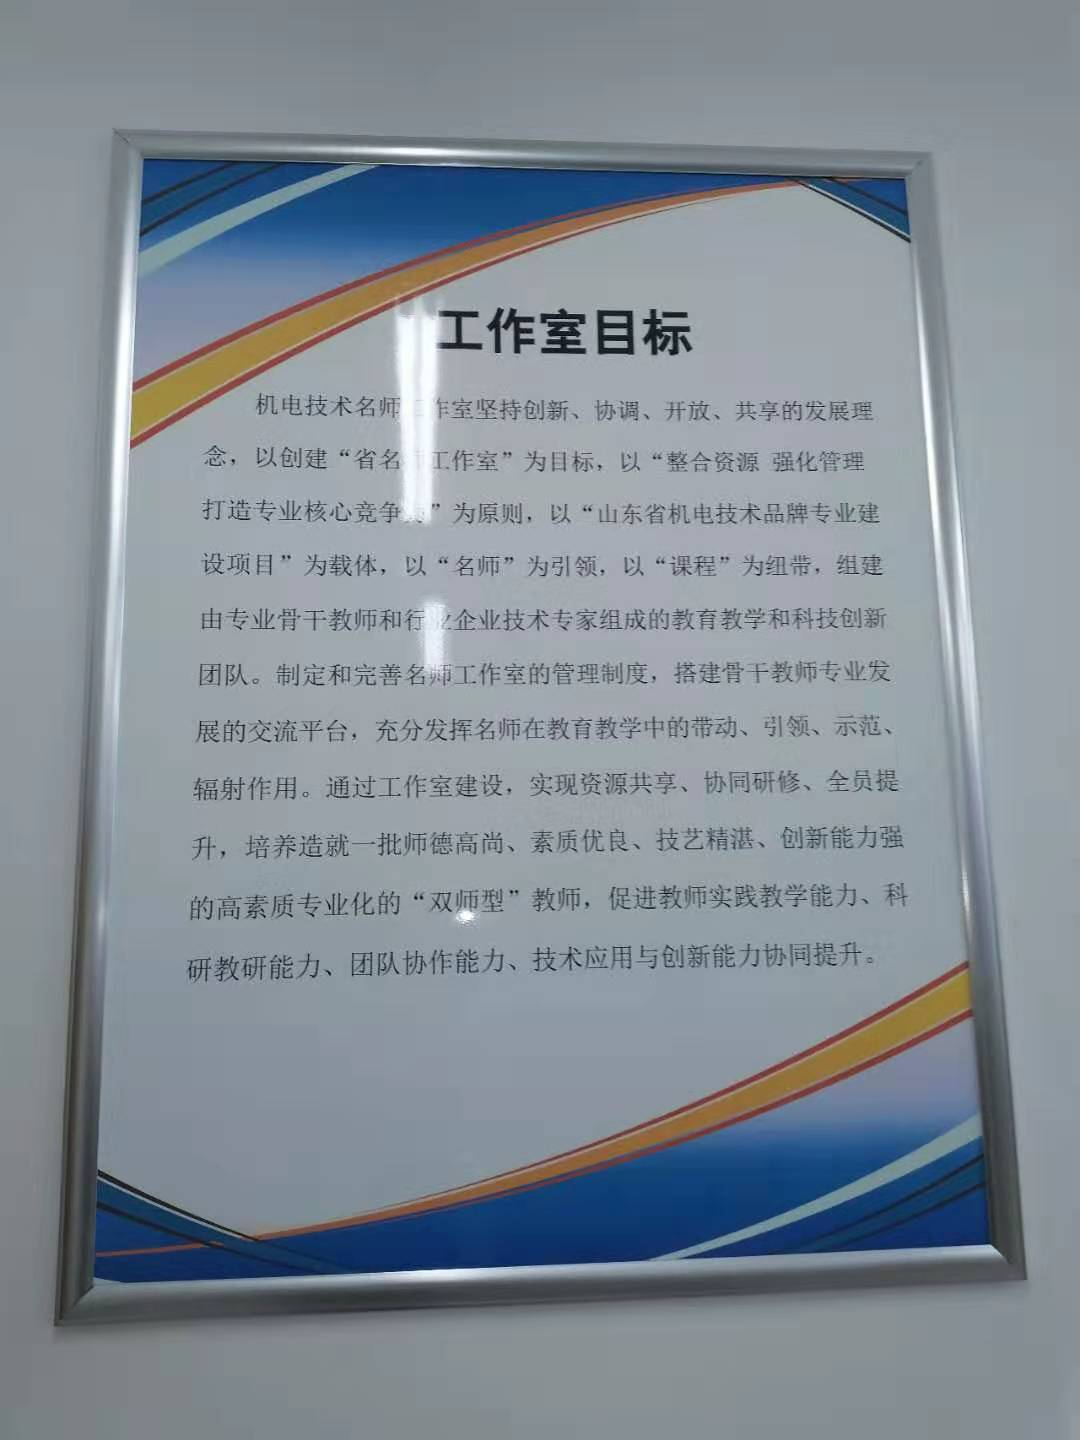 工作室目标
机电技术名师工作室坚持创新、协调、开放、共享的发展理
念，以创建“省名师工作室”为目标，以“整合资源 强化管理
打造专业核心竞争力”为原则，以“山东省机电技术品牌专业建
设项目”为载体，以“名师”为引领，以“课程”为纽带，组建
由专业骨干教师和行业企业技术专家组成的教育教学和科技创新
团队。制定和完善名师工作室的管理制度，搭建骨干教师专业发
展的交流平台，充分发挥名师在教育教学中的带动、引领、示范、
辐射作用。通过工作室建设，实现资源共享、协同研修、全员提
升，培养造就一批师德高尚、素质优良、技艺精湛、创新能力强
的高素质专业化的“双师型”教师，促进教师实践教学能力、科
研教研能力、团队协作能力、技术应用与创新能力协同提升。